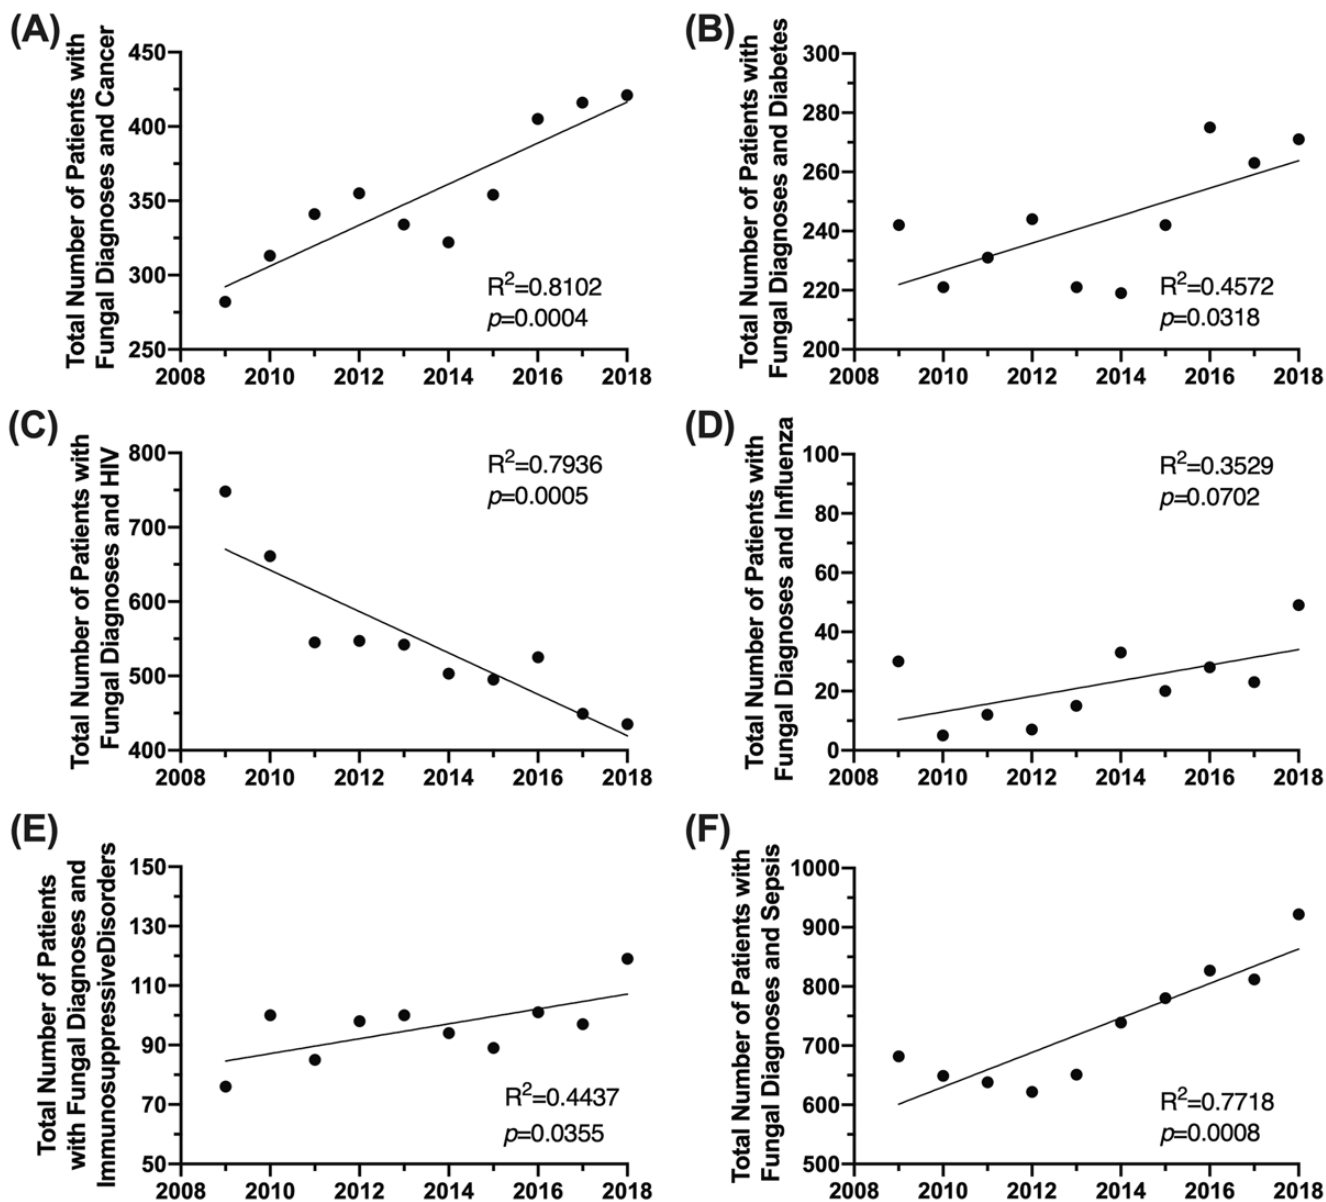 (A)
Total Number of Patients with
Fungal Diagnoses and Cancer
450
400
350
300
250
2008 2010 2012 2014 2016 2018
R²=0.8102
p=0.0004
(B)
Total Number of Patients with
Fungal Diagnoses and Diabetes
300
280
260
240
220
200
2008 2010 2012 2014 2016 2018
R²=0.4572
p=0.0318
(C)
Total Number of Patients with
Fungal Diagnoses and HIV
800
700
600
500
400
2008 2010 2012 2014 2016 2018
R²=0.7936
p=0.0005
(D)
Total Number of Patients with
Fungal Diagnoses and Influenza
100
80
60
40
20
0
2008 2010 2012 2014 2016 2018
R²=0.3529
p=0.0702
(E)
Total Number of Patients
with Fungal Diagnoses and
ImmunosuppressiveDisorders
150
130
110
90
70
50
2008 2010 2012 2014 2016 2018
R²=0.4437
p=0.0355
(F)
Total Number of Patients with
Fungal Diagnoses and Sepsis
1000
900
800
700
600
500
2008 2010 2012 2014 2016 2018
R²=0.7718
p=0.0008